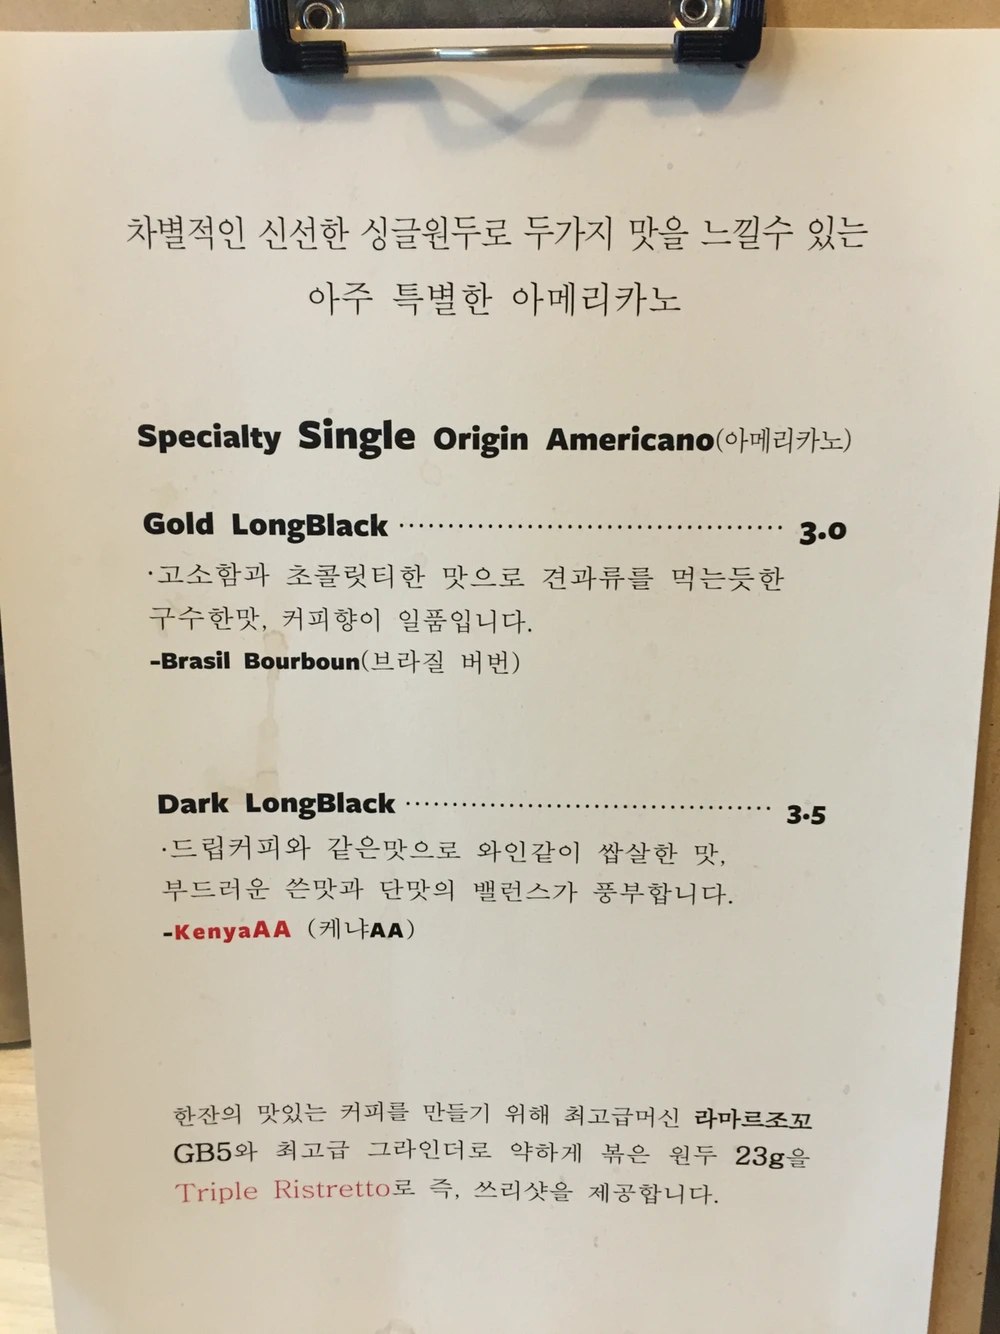 차별적인 신선한 싱글원두로 두가지 맛을 느낄수 있는
아주 특별한 아메리카노
Specialty Single Origin Americano(아메리카노)
Gold LongBlack ········································ 3.0
·고소함과 초콜릿티한 맛으로 견과류를 먹는듯한
구수한맛, 커피향이 일품입니다.
-Brasil Bourboun(브라질 버번)
Dark LongBlack ······································ 3.5
·드립커피와 같은맛으로 와인같이 쌉살한 맛,
부드러운 쓴맛과 단맛의 밸런스가 풍부합니다.
-KenyaAA (케냐AA)
한잔의 맛있는 커피를 만들기 위해 최고급머신 라마르조꼬
GB5와 최고급 그라인더로 약하게 볶은 원두 23g을
Triple Ristretto로 즉, 쓰리샷을 제공합니다.